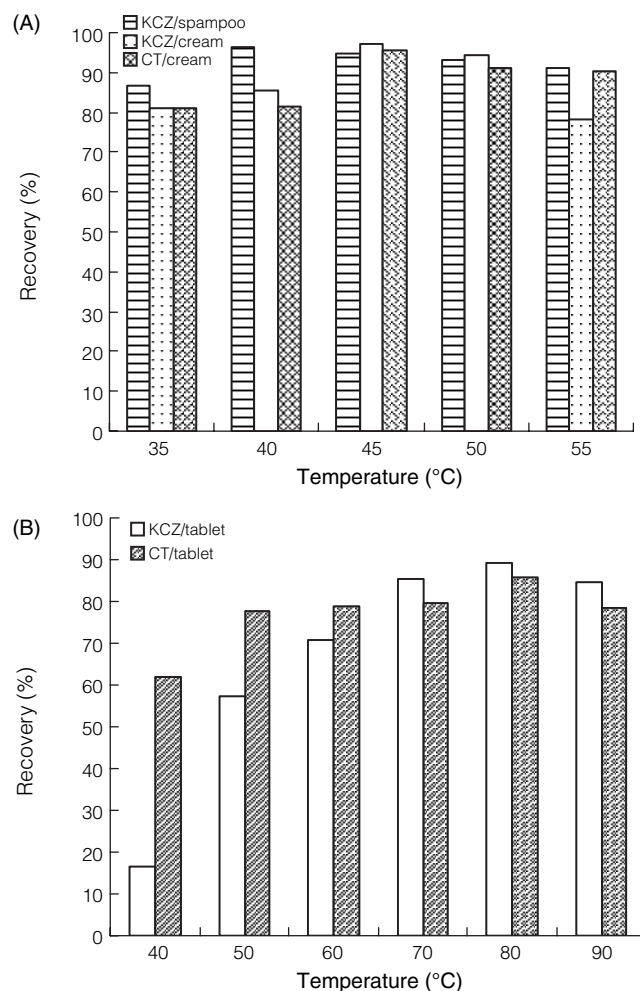 (A)
KCZ/spampoo
KCZ/cream
CT/cream
100
90
80
70
60
50
40
30
20
10
0
Recovery (%)
35 40 45 50 55
Temperature (°C)
(B)
KCZ/tablet
CT/tablet
100
90
80
70
60
50
40
30
20
10
0
Recovery (%)
40 50 60 70 80 90
Temperature (°C)